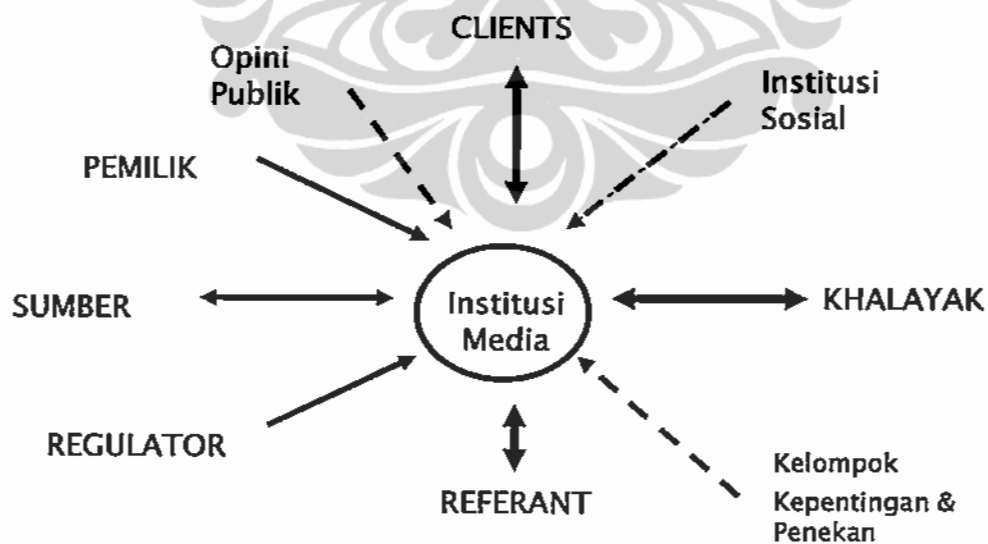 CLIENTS
Opini
Publik
Institusi
Sosial
PEMILIK
SUMBER
Institusi
Media
KHALAYAK
REGULATOR
REFERANT
Kelompok
Kepentingan &
Penekan